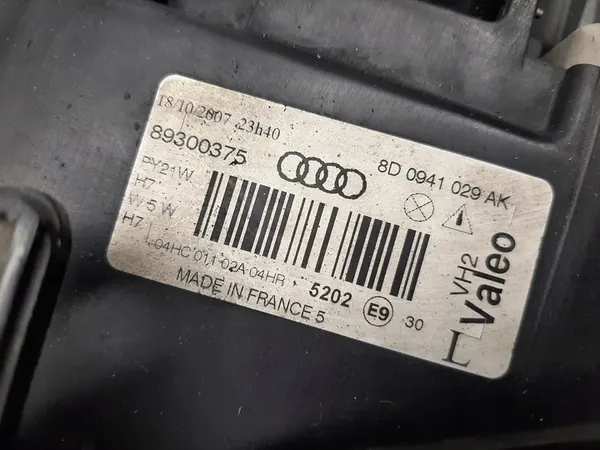 18/10/2007 23h40
89300375
8D 0941 029 AK
PY21W
H7
W5W
H7
L04HC 011 02A 04HR
5202
E9
30
MADE IN FRANCE 5
VH2
Valeo
L